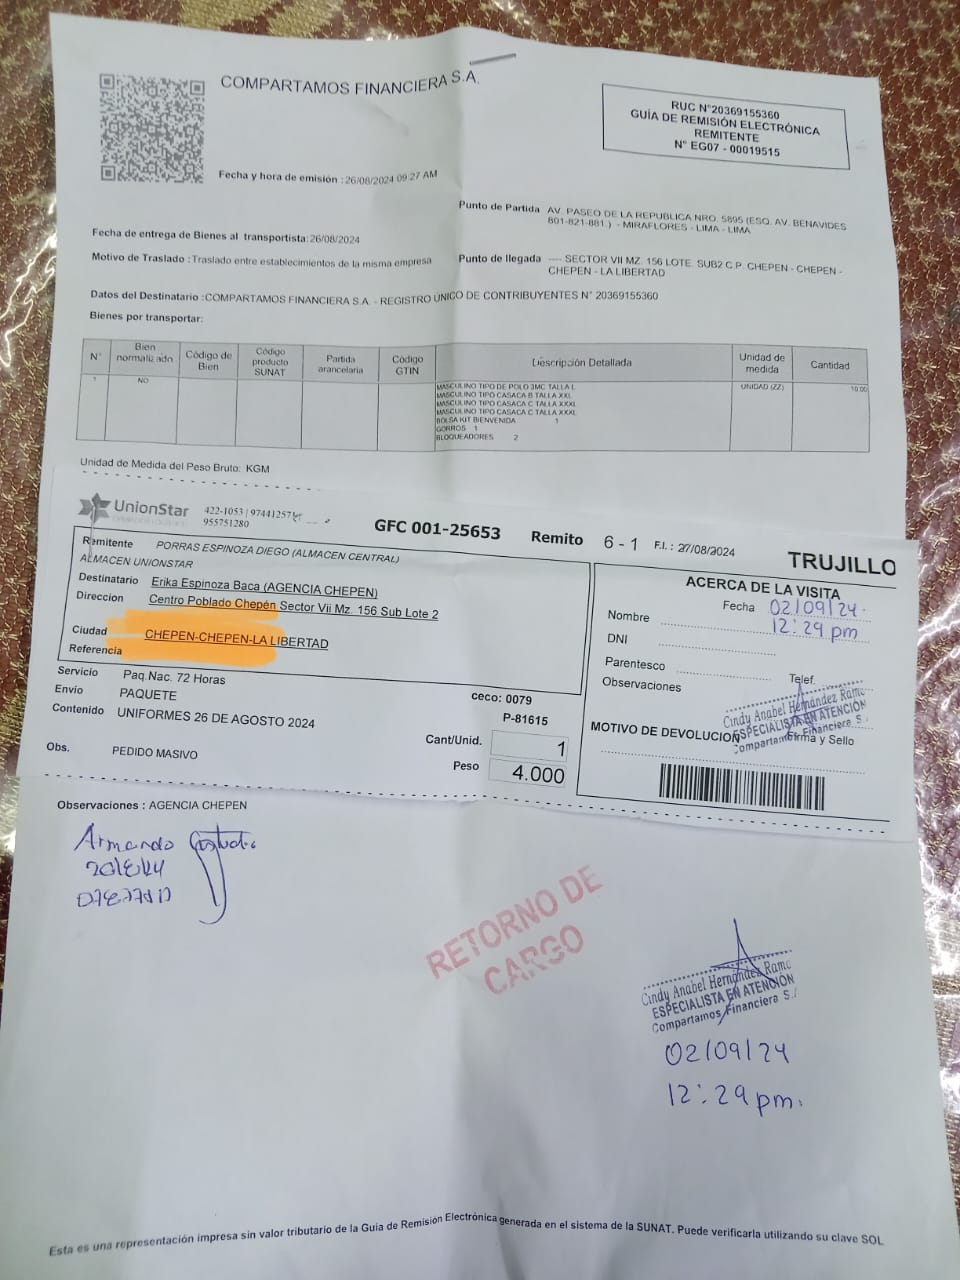 COMPARTAMOS FINANCIERA S.A.
RUC N°20369155360
GUÍA DE REMISIÓN ELECTRÓNICA
REMITENTE
N° EG07 - 00019515
Fecha y hora de emisión : 26/08/2024 09:27 AM
Fecha de entrega de Bienes al transportista: 26/08/2024
Punto de Partida AV. PASEO DE LA REPUBLICA NRO. 5895 (ESQ. AV. BENAVIDES
801-821-881 ) - MIRAFLORES - LIMA - LIMA
Motivo de Traslado : Traslado entre establecimientos de la misma empresa
Punto de llegada ---- SECTOR VII MZ. 156 LOTE. SUB2 C.P. CHEPEN - CHEPEN -
CHEPEN - LA LIBERTAD
Datos del Destinatario :COMPARTAMOS FINANCIERA S.A. - REGISTRO ÚNICO DE CONTRIBUYENTES N° 20369155360
Bienes por transportar:
N° Bien normalizado Código de Bien Código producto SUNAT Partida arancelaria Código GTIN Descripción Detallada Unidad de medida Cantidad
1 NO MASCULINO TIPO DE POLO 3MC TALLA L UNIDAD (ZZ) 10.00
MASCULINO TIPO CASACA B TALLA XXL
MASCULINO TIPO CASACA C TALLA XXXL
MASCULINO TIPO CASACA C TALLA XXXL
BOLSA KIT BIENVENIDA 1
GORROS 1
BLOQUEADORES 2
Unidad de Medida del Peso Bruto: KGM
UnionStar
422-1053 | 974412575
955751280
GFC 001-25653 Remito 6 - 1 F.I. : 27/08/2024
TRUJILLO
Remitente PORRAS ESPINOZA DIEGO (ALMACEN CENTRAL)
ALMACEN UNIONSTAR
Destinatario Erika Espinoza Baca (AGENCIA CHEPEN)
Direccion Centro Poblado Chepén Sector Vii Mz. 156 Sub Lote 2
Ciudad CHEPEN-CHEPEN-LA LIBERTAD
Referencia
Servicio Paq.Nac. 72 Horas
Envio PAQUETE
Contenido UNIFORMES 26 DE AGOSTO 2024
ceco: 0079
P-81615
Cant/Unid. 1
Peso 4.000
Obs. PEDIDO MASIVO
ACERCA DE LA VISITA
Fecha 02/09/24
Nombre 12:29 pm
DNI
Parentesco
Telef.
Observaciones
Cindy Anabel Hernández Ramo
ESPECIALISTA EN ATENCIÓN
Compartamos Financiera S.
MOTIVO DE DEVOLUCION
Firma y Sello
Observaciones : AGENCIA CHEPEN
Armando
RETORNO DE
CARGO
Cindy Anabel Hernández Ramo
ESPECIALISTA EN ATENCIÓN
Compartamos Financiera S.
02/09/24
12:29 pm.
Esta es una representación impresa sin valor tributario de la Guia de Remisión Electrónica generada en el sistema de la SUNAT. Puede verificarla utilizando su clave SOL